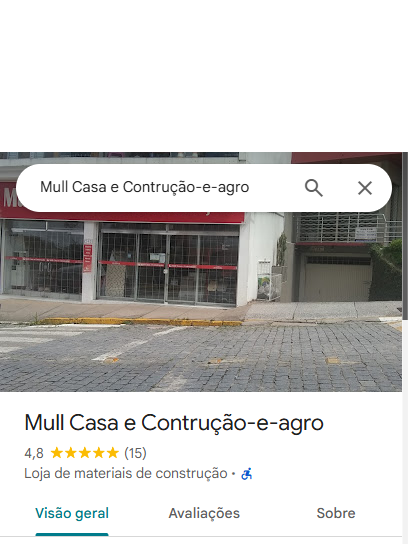 Mull Casa e Contrução-e-agro
M
Mull Casa e Contrução-e-agro
4,8 (15)
Loja de materiais de construção ·
Visão geral Avaliações Sobre